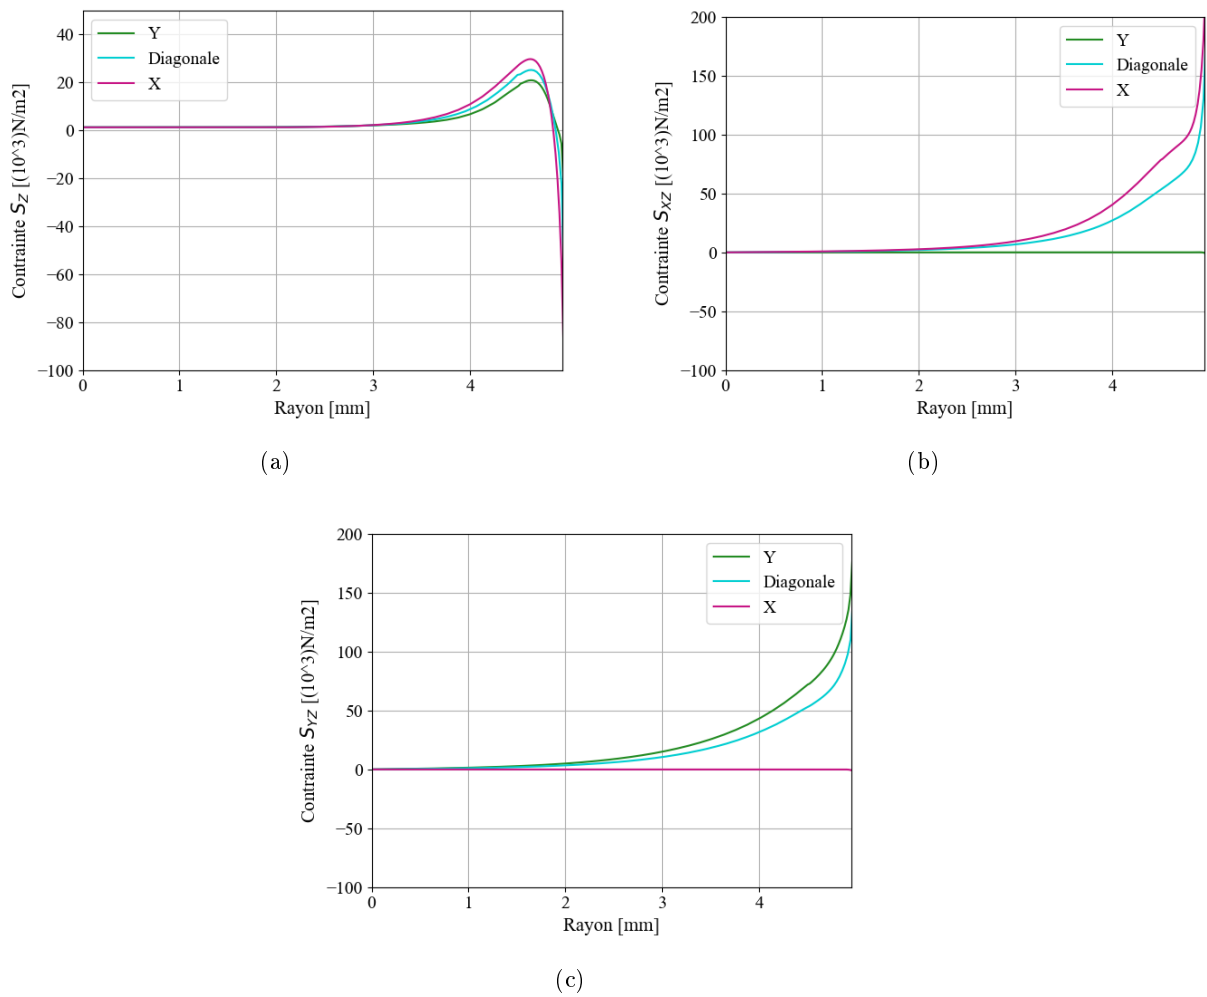 40
20
0
−20
−40
−60
−80
−100
Contrainte S_Z [(10^3)N/m2]
Y
Diagonale
X
0 1 2 3 4
Rayon [mm]
(a)
200
150
100
50
0
−50
−100
Contrainte S_XZ [(10^3)N/m2]
Y
Diagonale
X
0 1 2 3 4
Rayon [mm]
(b)
200
150
100
50
0
−50
−100
Contrainte S_YZ [(10^3)N/m2]
Y
Diagonale
X
0 1 2 3 4
Rayon [mm]
(c)